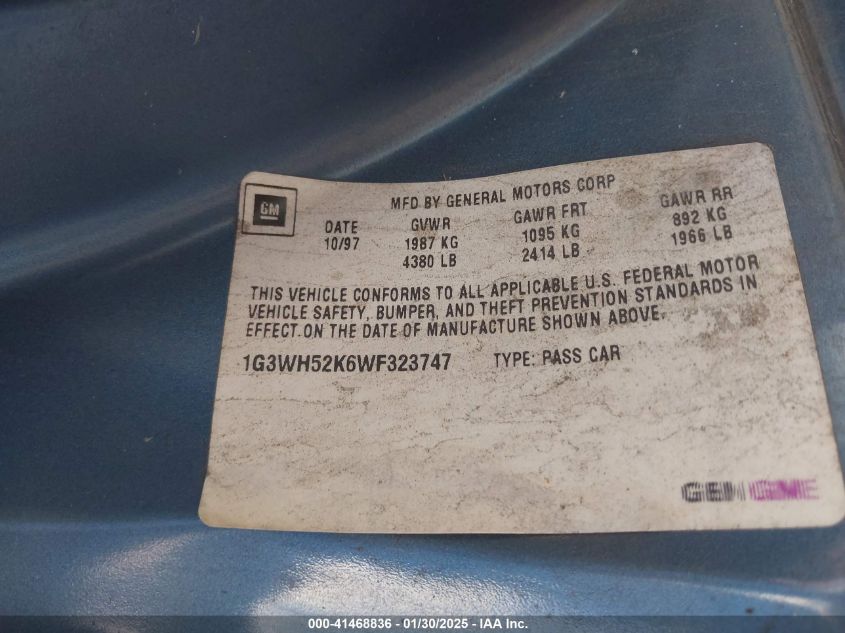 GM
MFD BY GENERAL MOTORS CORP
DATE GVWR GAWR FRT GAWR RR
10/97 1987 KG 1095 KG 892 KG
4380 LB 2414 LB 1966 LB
THIS VEHICLE CONFORMS TO ALL APPLICABLE U.S. FEDERAL MOTOR
VEHICLE SAFETY, BUMPER, AND THEFT PREVENTION STANDARDS IN
EFFECT ON THE DATE OF MANUFACTURE SHOWN ABOVE.
1G3WH52K6WF323747 TYPE: PASS CAR
000-41468836 - 01/30/2025 - IAA Inc.